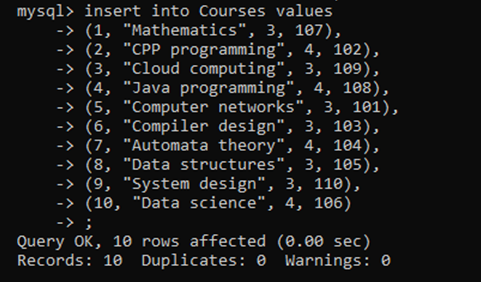 mysql> insert into Courses values
-> (1, "Mathematics", 3, 107),
-> (2, "CPP programming", 4, 102),
-> (3, "Cloud computing", 3, 109),
-> (4, "Java programming", 4, 108),
-> (5, "Computer networks", 3, 101),
-> (6, "Compiler design", 3, 103),
-> (7, "Automata theory", 4, 104),
-> (8, "Data structures", 3, 105),
-> (9, "System design", 3, 110),
-> (10, "Data science", 4, 106)
-> ;
Query OK, 10 rows affected (0.00 sec)
Records: 10  Duplicates: 0  Warnings: 0